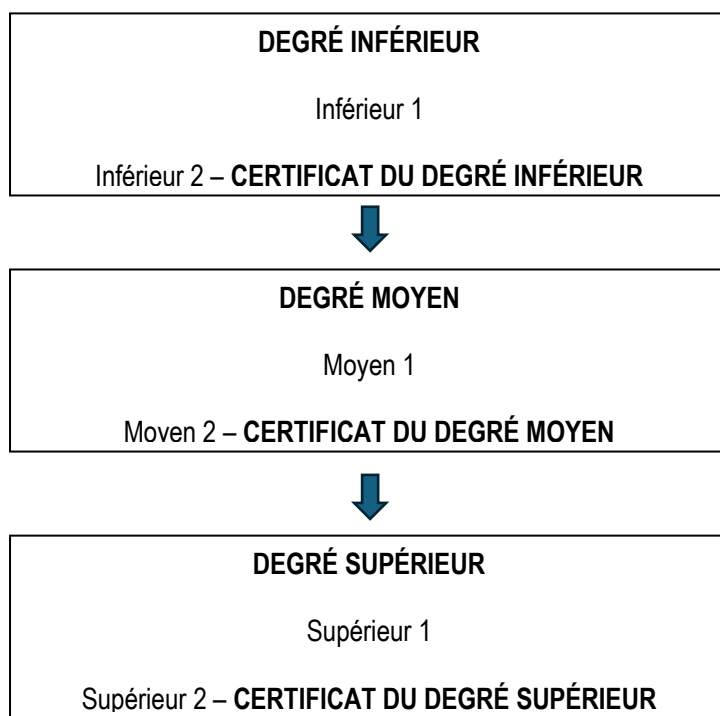 DEGRÉ INFÉRIEUR
Inférieur 1
Inférieur 2 – CERTIFICAT DU DEGRÉ INFÉRIEUR
DEGRÉ MOYEN
Moyen 1
Moven 2 – CERTIFICAT DU DEGRÉ MOYEN
DEGRÉ SUPÉRIEUR
Supérieur 1
Supérieur 2 – CERTIFICAT DU DEGRÉ SUPÉRIEUR